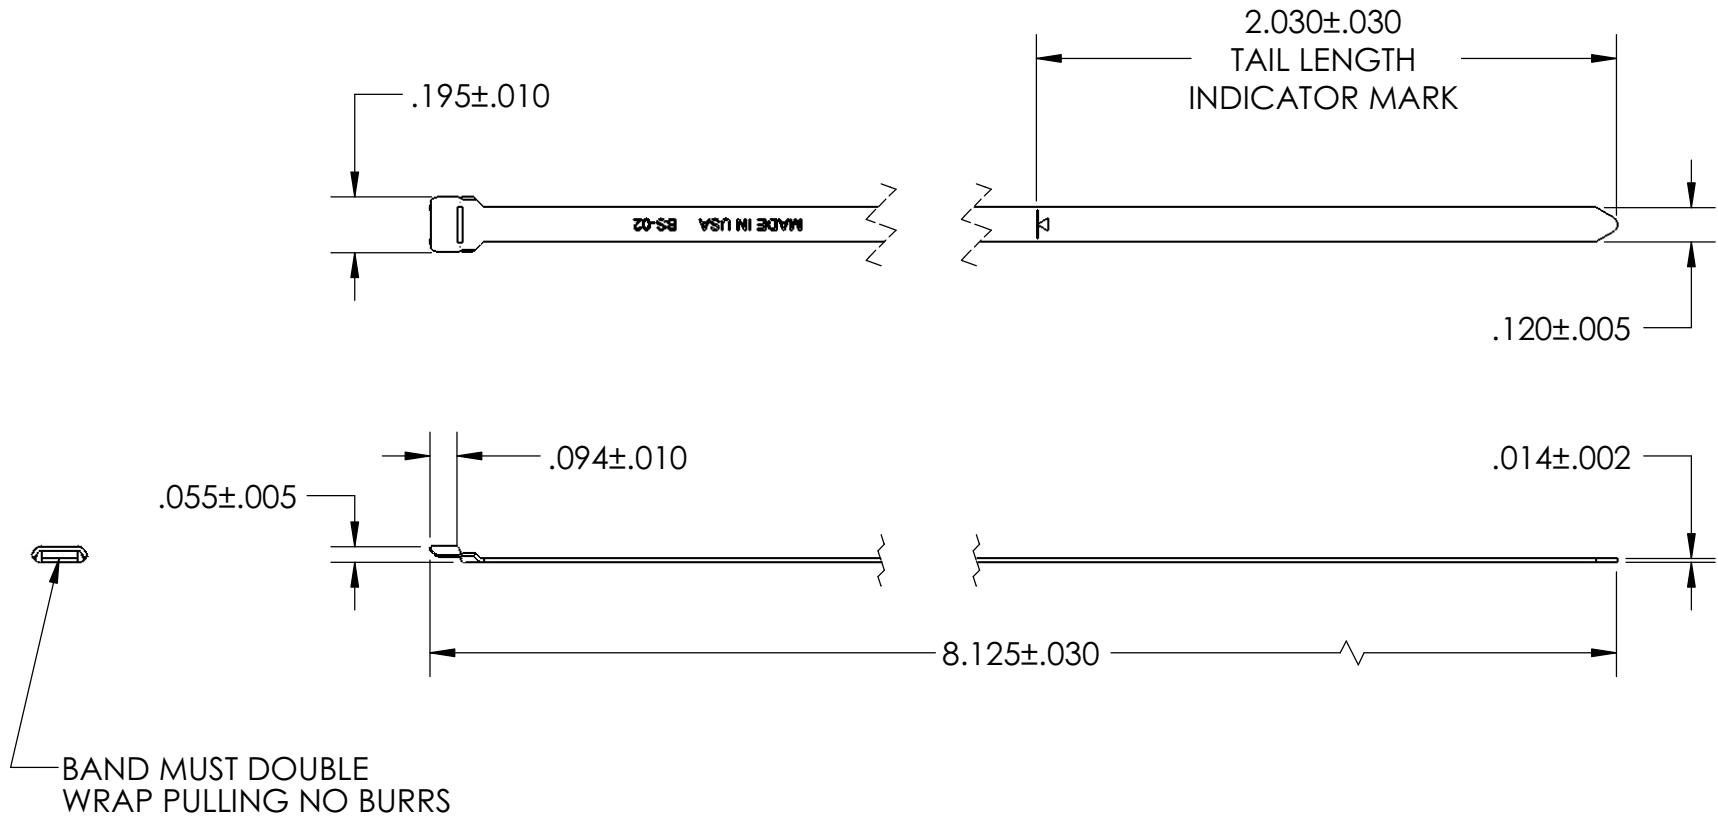 2.030±.030
TAIL LENGTH
INDICATOR MARK
.195±.010
BS-02 MADE IN USA
.120±.005
.094±.010
.014±.002
.055±.005
8.125±.030
BAND MUST DOUBLE
WRAP PULLING NO BURRS